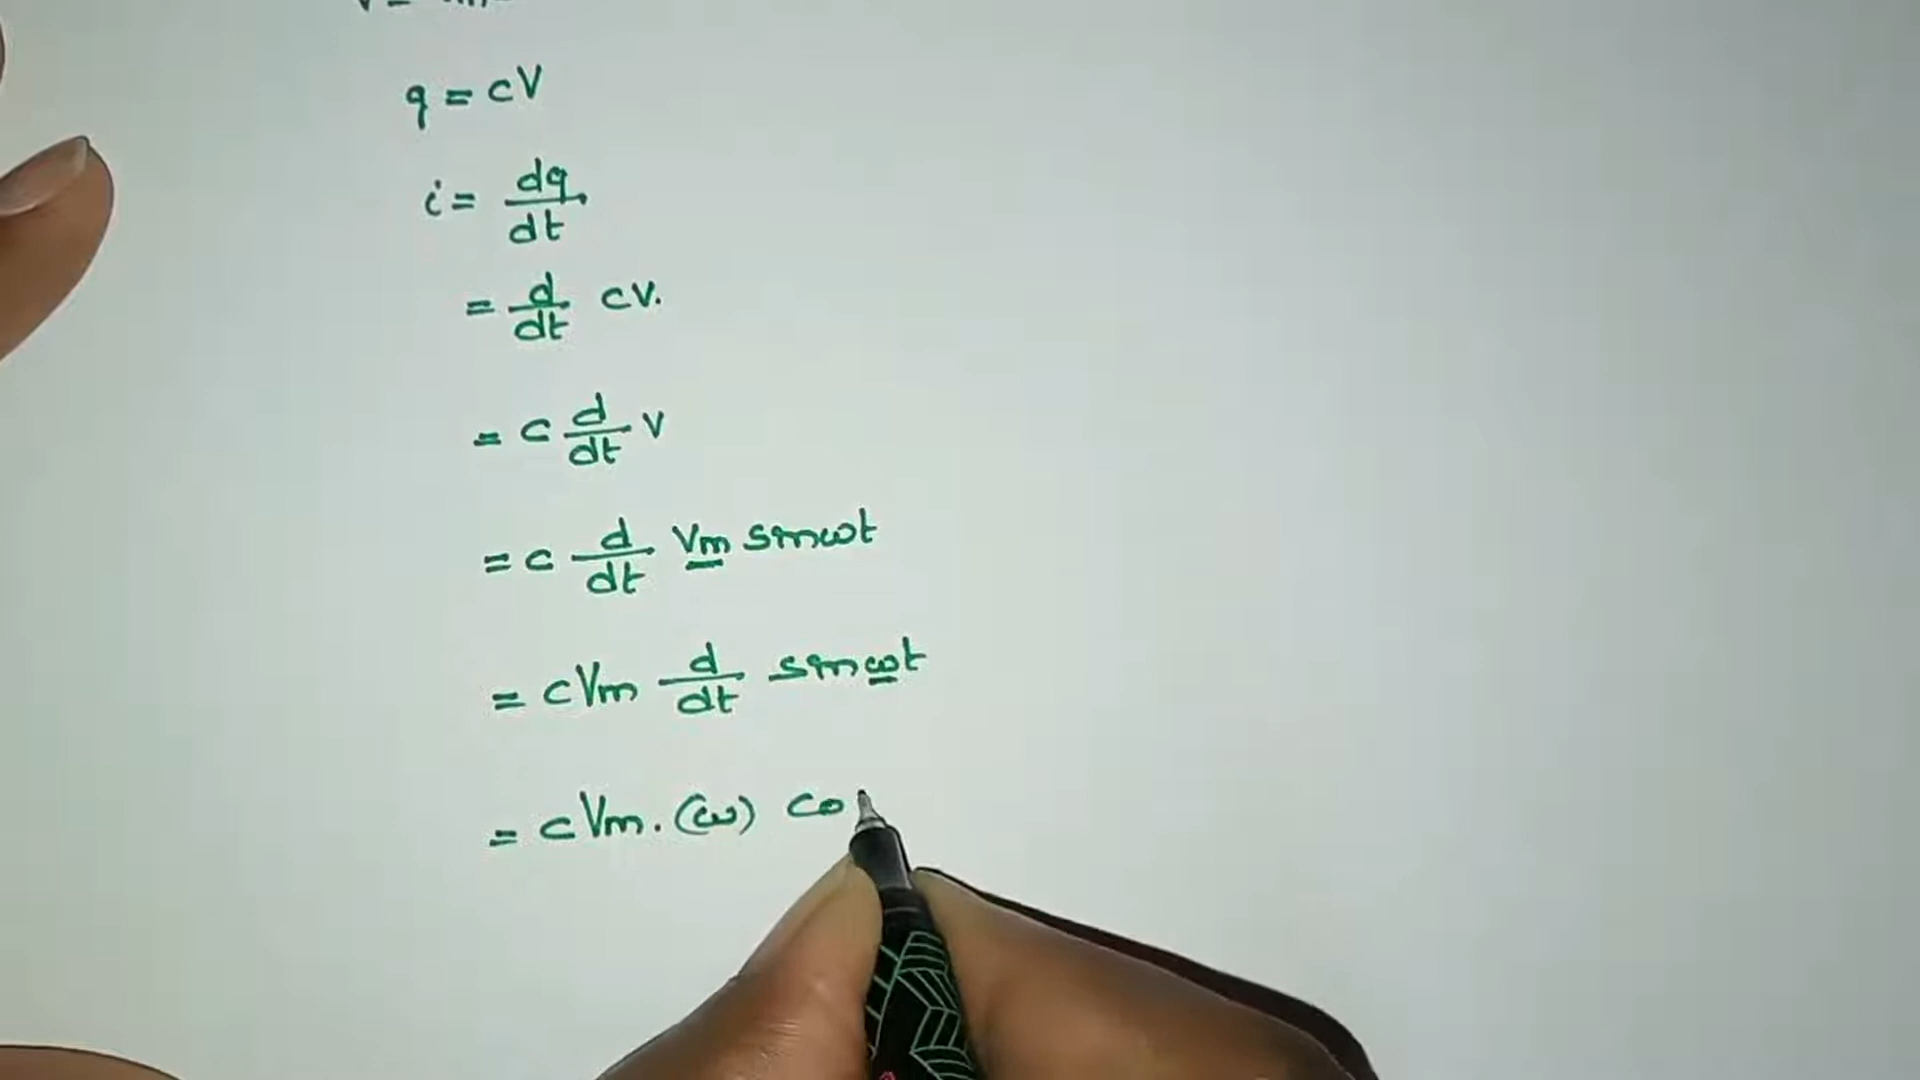 q = cV
i = dq/dt
= d/dt cv.
= c d/dt v
= c d/dt Vm sinωt
= cVm d/dt sinωt
= cVm . (ω) co